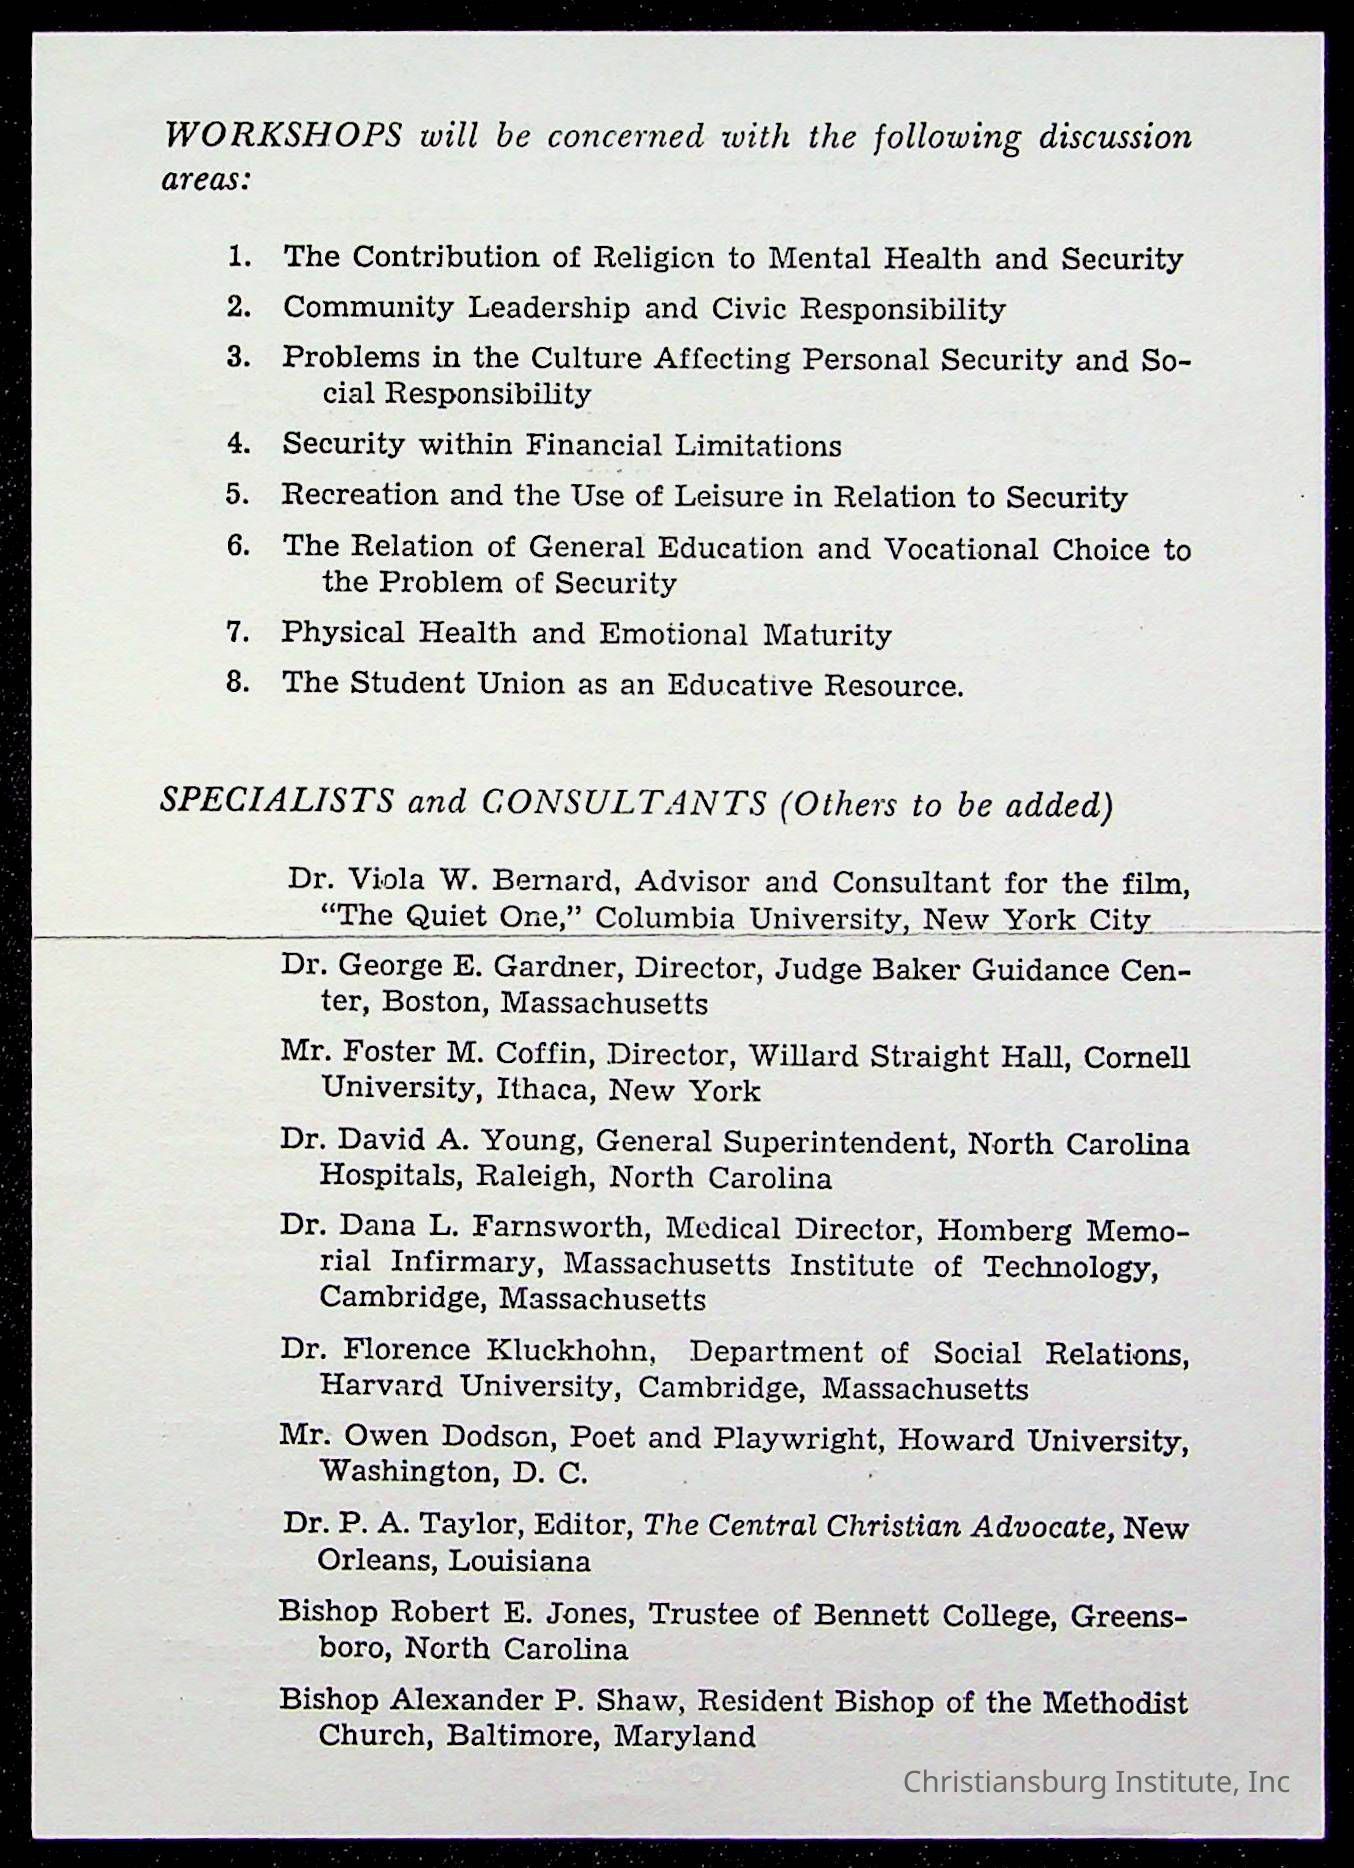 WORKSHOPS will be concerned with the following discussion
areas:
1. The Contribution of Religion to Mental Health and Security
2. Community Leadership and Civic Responsibility
3. Problems in the Culture Affecting Personal Security and So-
cial Responsibility
4. Security within Financial Limitations
5. Recreation and the Use of Leisure in Relation to Security
6. The Relation of General Education and Vocational Choice to
the Problem of Security
7. Physical Health and Emotional Maturity
8. The Student Union as an Educative Resource.
SPECIALISTS and CONSULTANTS (Others to be added)
Dr. Viola W. Bernard, Advisor and Consultant for the film,
“The Quiet One,” Columbia University, New York City
Dr. George E. Gardner, Director, Judge Baker Guidance Cen-
ter, Boston, Massachusetts
Mr. Foster M. Coffin, Director, Willard Straight Hall, Cornell
University, Ithaca, New York
Dr. David A. Young, General Superintendent, North Carolina
Hospitals, Raleigh, North Carolina
Dr. Dana L. Farnsworth, Medical Director, Homberg Memo-
rial Infirmary, Massachusetts Institute of Technology,
Cambridge, Massachusetts
Dr. Florence Kluckhohn, Department of Social Relations,
Harvard University, Cambridge, Massachusetts
Mr. Owen Dodson, Poet and Playwright, Howard University,
Washington, D. C.
Dr. P. A. Taylor, Editor, The Central Christian Advocate, New
Orleans, Louisiana
Bishop Robert E. Jones, Trustee of Bennett College, Greens-
boro, North Carolina
Bishop Alexander P. Shaw, Resident Bishop of the Methodist
Church, Baltimore, Maryland
Christiansburg Institute, Inc